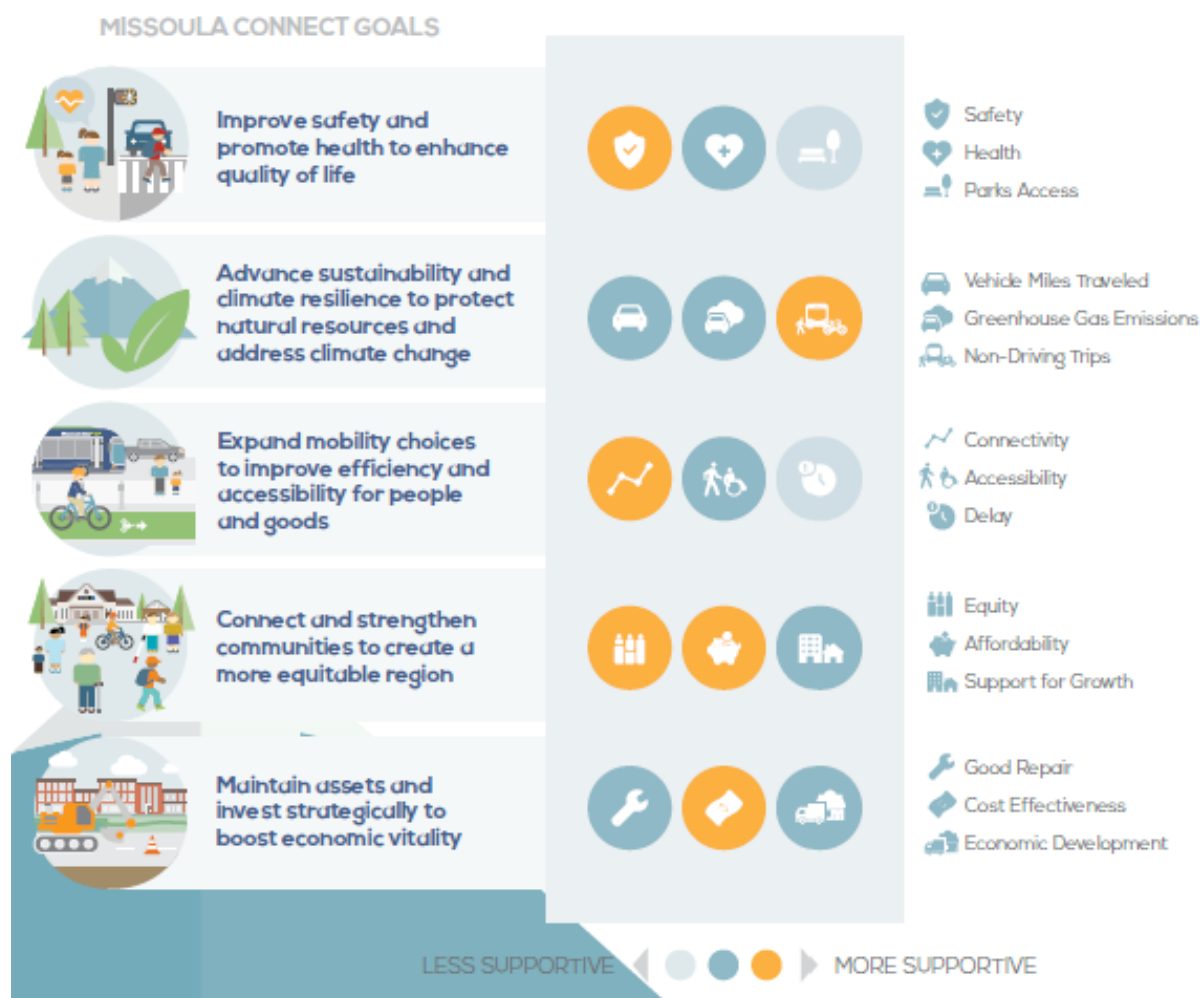 MISSOULA CONNECT GOALS
Improve safety and
promote health to enhance
quality of life
Safety
Health
Parks Access
Advance sustainability and
climate resilience to protect
natural resources and
address climate change
Vehicle Miles Traveled
Greenhouse Gas Emissions
Non-Driving Trips
Expand mobility choices
to improve efficiency and
accessibility for people
and goods
Connectivity
Accessibility
Delay
Connect and strengthen
communities to create a
more equitable region
Equity
Affordability
Support for Growth
Maintain assets and
invest strategically to
boost economic vitality
Good Repair
Cost Effectiveness
Economic Development
LESS SUPPORTIVE
MORE SUPPORTIVE